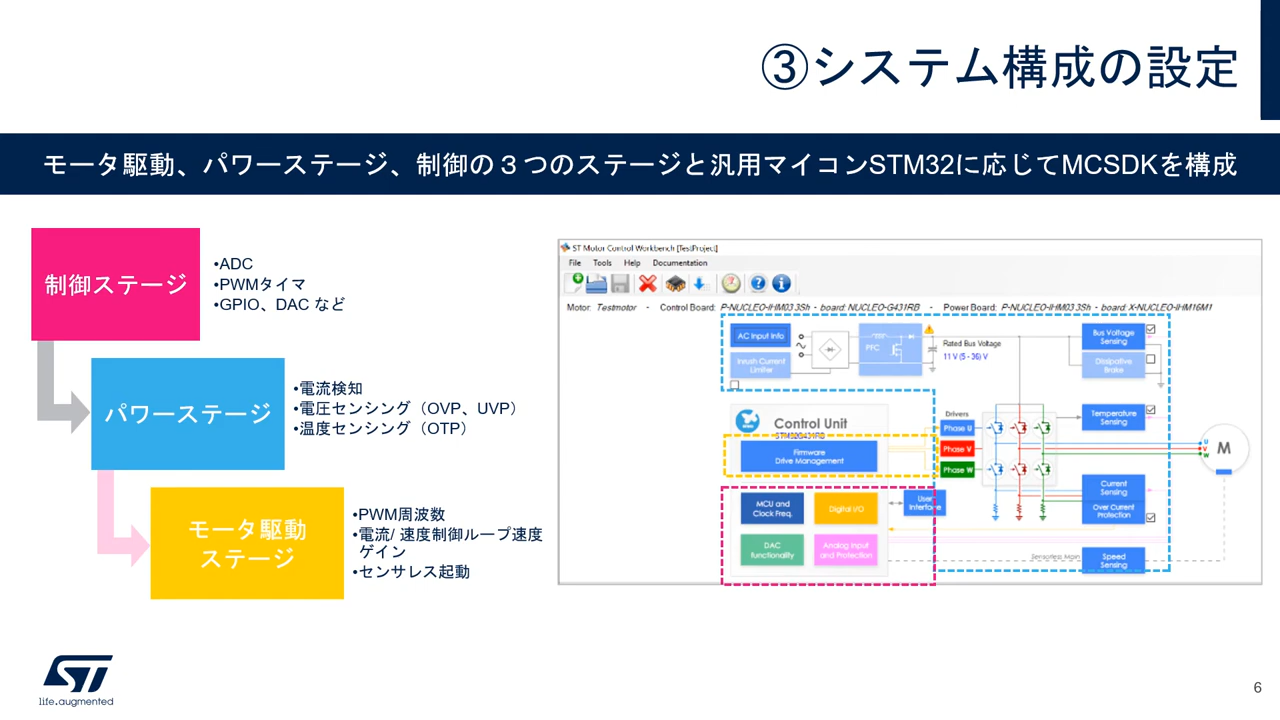 ③システム構成の設定
モータ駆動、パワーステージ、制御の３つのステージと汎用マイコンSTM32に応じてMCSDKを構成
制御ステージ
•ADC
•PWMタイマ
•GPIO、DAC など
パワーステージ
•電流検知
•電圧センシング（OVP、UVP）
•温度センシング（OTP）
モータ駆動
ステージ
•PWM周波数
•電流/ 速度制御ループ速度
ゲイン
•センサレス起動
ST Motor Control Workbench [TestProject]
File Tools Help Documentation
Motor: Testmotor - Control Board: P-NUCLEO-IHM03 3Sh - board: NUCLEO-G431RB - Power Board: P-NUCLEO-IHM03 3Sh - board: X-NUCLEO-IHM16M1
AC Input Info
Inrush Current
Limiter
PFC
Rated Bus Voltage
11 V (5 - 36) V
Bus Voltage
Sensing
Dissipative
Brake
Control Unit
STM32G431RB
Firmware
Drive Management
Drivers
Phase U
Phase V
Phase W
Temperature
Sensing
U
V
W
M
MCU and
Clock Freq.
Digital I/O
User
Interface
DAC
functionality
Analog Input
and Protection
Current
Sensing
Over Current
Protection
Sensorless Main
Speed
Sensing
ST
life.augmented
6